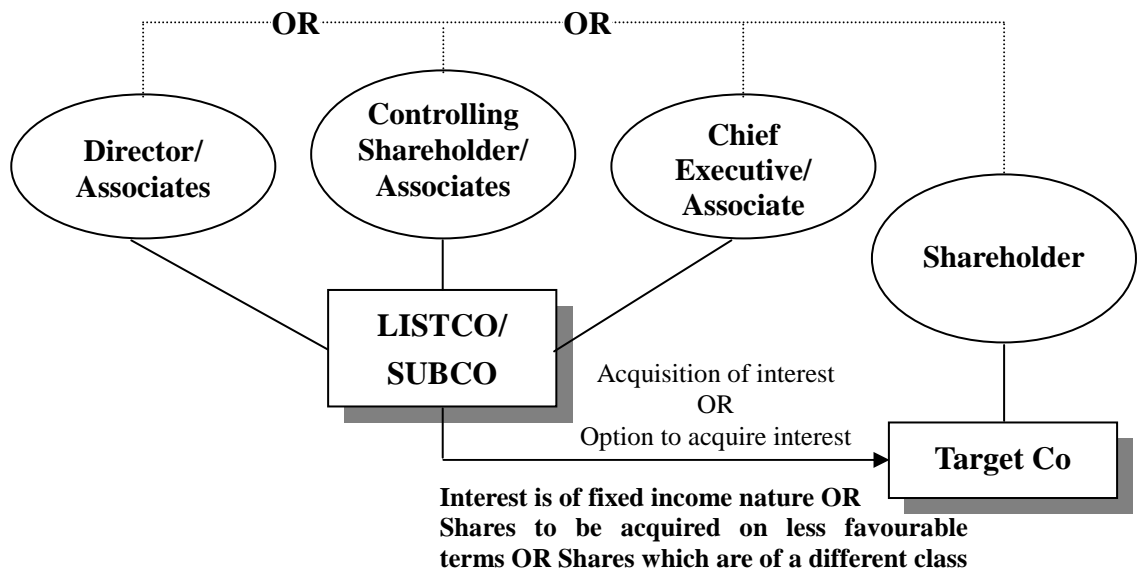 OR OR
Director/
Associates
Controlling
Shareholder/
Associates
Chief
Executive/
Associate
Shareholder
LISTCO/
SUBCO
Acquisition of interest
OR
Option to acquire interest
Target Co
Interest is of fixed income nature OR
Shares to be acquired on less favourable
terms OR Shares which are of a different class